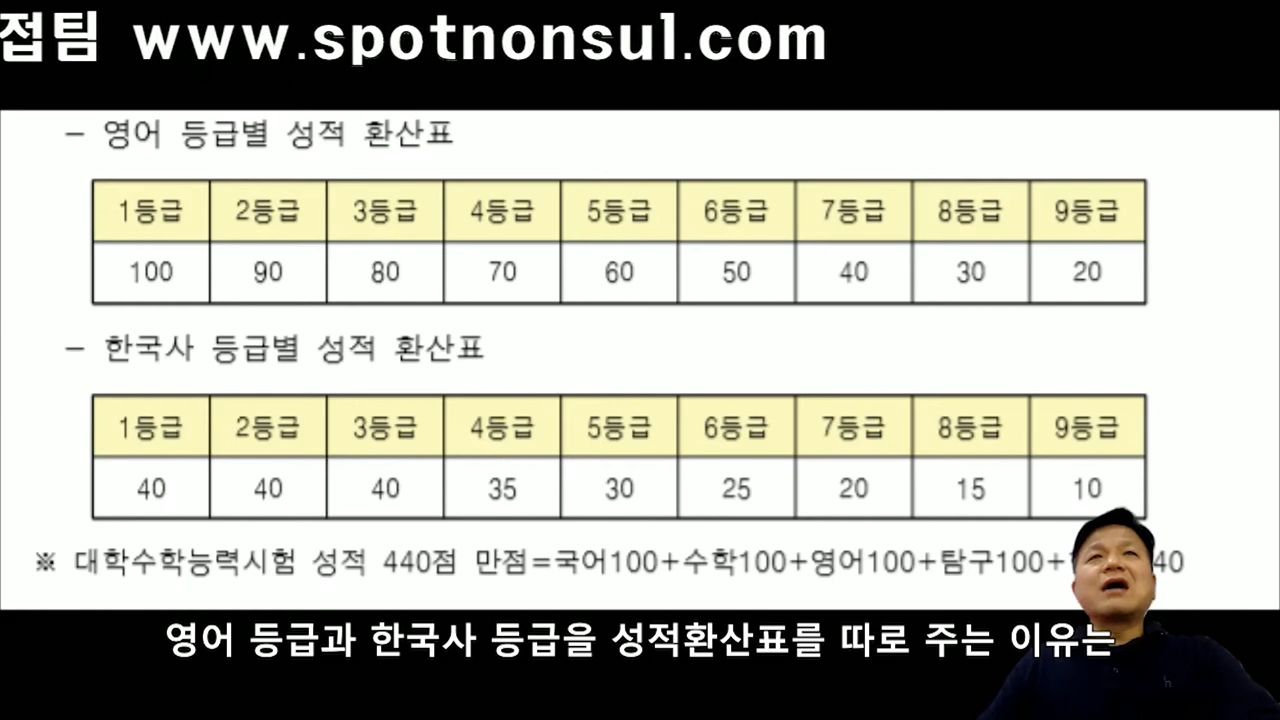 접팀 www.spotnonsul.com
- 영어 등급별 성적 환산표
1등급 2등급 3등급 4등급 5등급 6등급 7등급 8등급 9등급
100 90 80 70 60 50 40 30 20
- 한국사 등급별 성적 환산표
1등급 2등급 3등급 4등급 5등급 6등급 7등급 8등급 9등급
40 40 40 35 30 25 20 15 10
※ 대학수학능력시험 성적 440점 만점=국어100+수학100+영어100+탐구100+ 40
영어 등급과 한국사 등급을 성적환산표를 따로 주는 이유는